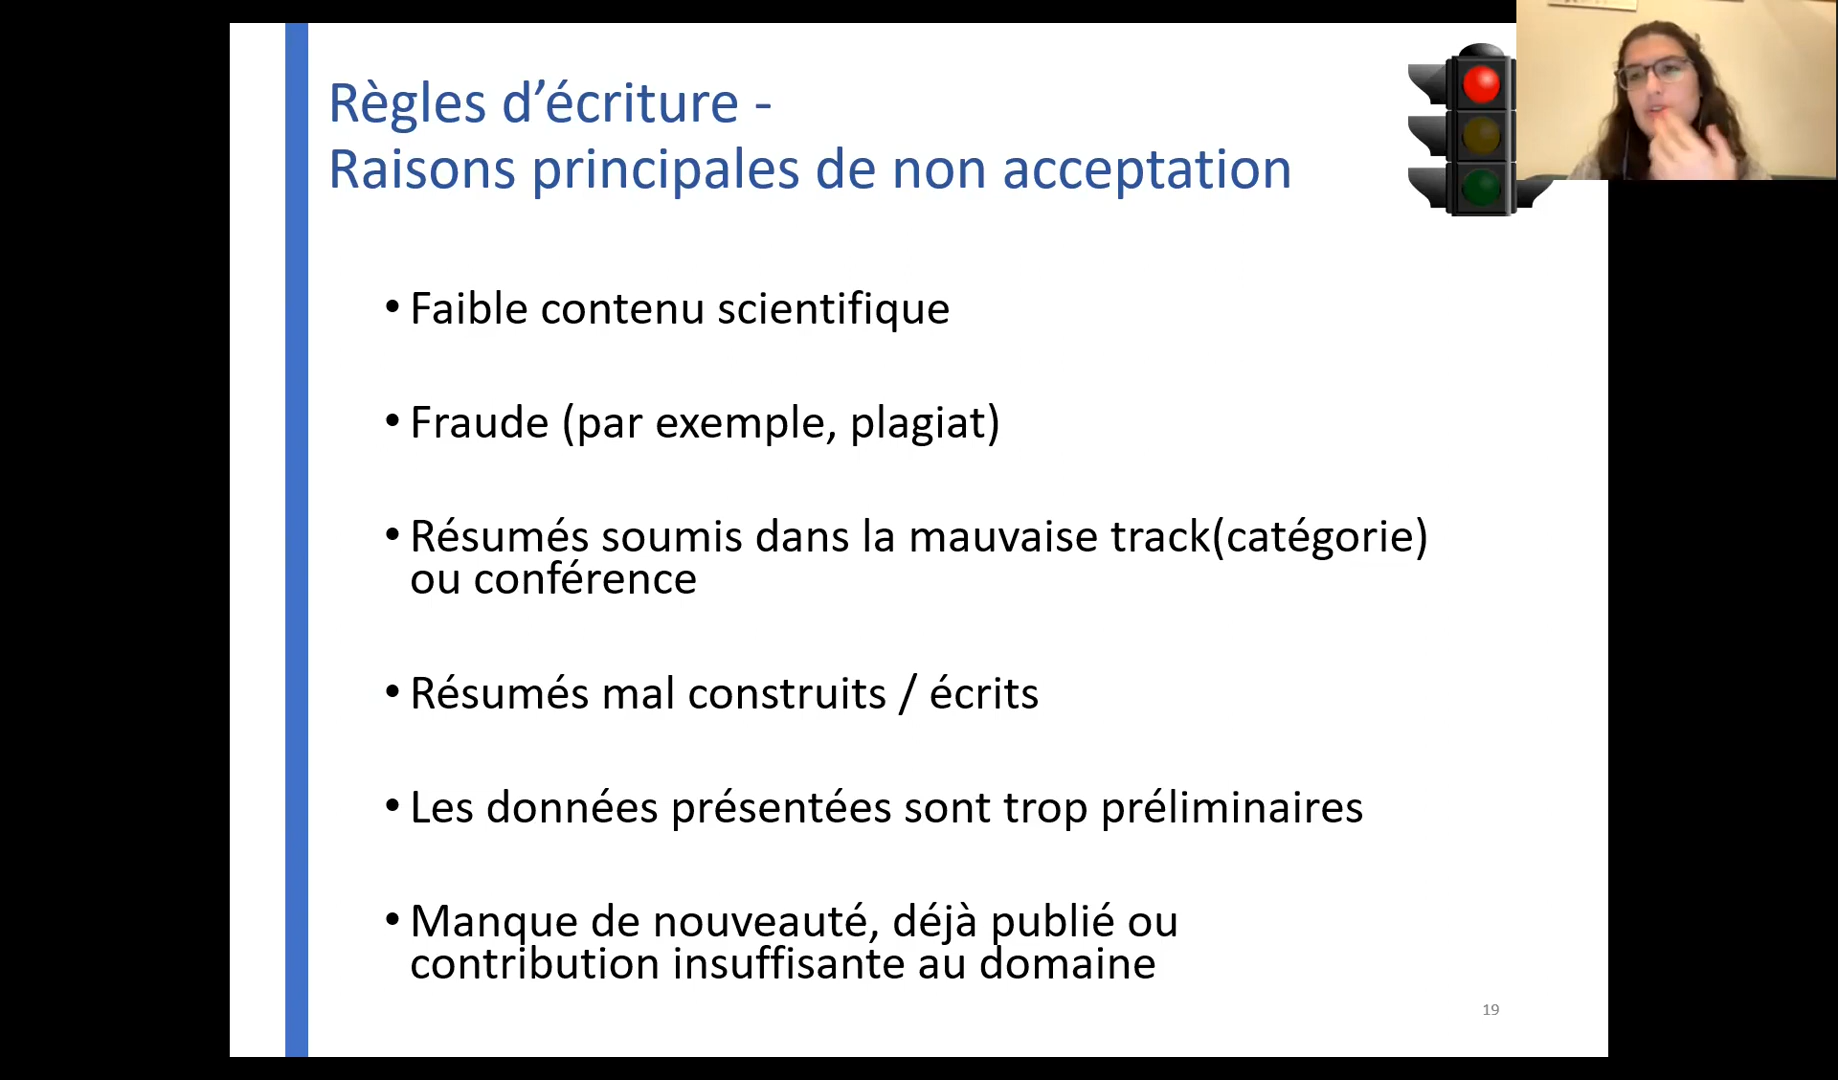 Règles d’écriture -
Raisons principales de non acceptation
• Faible contenu scientifique
• Fraude (par exemple, plagiat)
• Résumés soumis dans la mauvaise track(catégorie)
ou conférence
• Résumés mal construits / écrits
• Les données présentées sont trop préliminaires
• Manque de nouveauté, déjà publié ou
contribution insuffisante au domaine
19